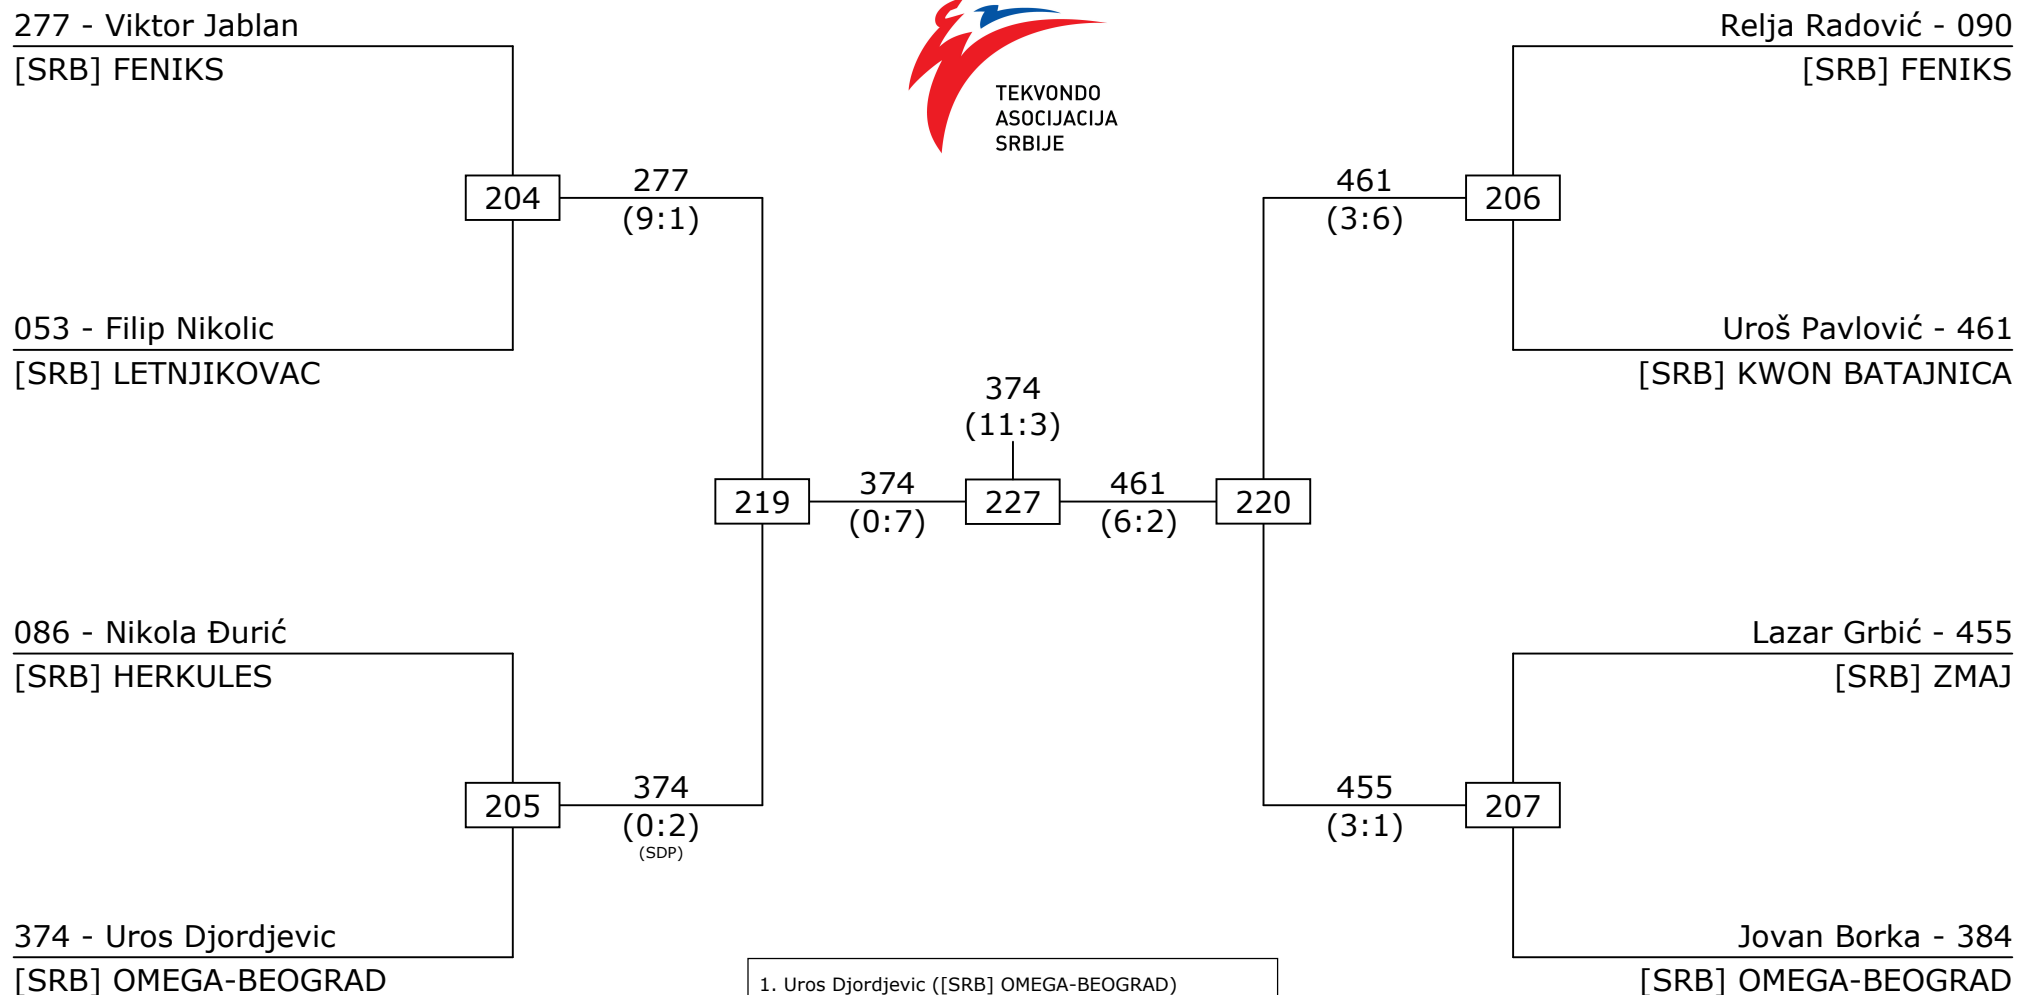 277 - Viktor Jablan
[SRB] FENIKS
Relja Radović - 090
[SRB] FENIKS
TEKVONDO
ASOCIJACIJA
SRBIJE
204
277
(9:1)
461
(3:6)
206
053 - Filip Nikolic
[SRB] LETNJIKOVAC
Uroš Pavlović - 461
[SRB] KWON BATAJNICA
374
(11:3)
219
374
(0:7)
227
461
(6:2)
220
086 - Nikola Đurić
[SRB] HERKULES
Lazar Grbić - 455
[SRB] ZMAJ
205
374
(0:2)
(SDP)
455
(3:1)
207
374 - Uros Djordjevic
[SRB] OMEGA-BEOGRAD
Jovan Borka - 384
[SRB] OMEGA-BEOGRAD
1. Uros Djordjevic ([SRB] OMEGA-BEOGRAD)